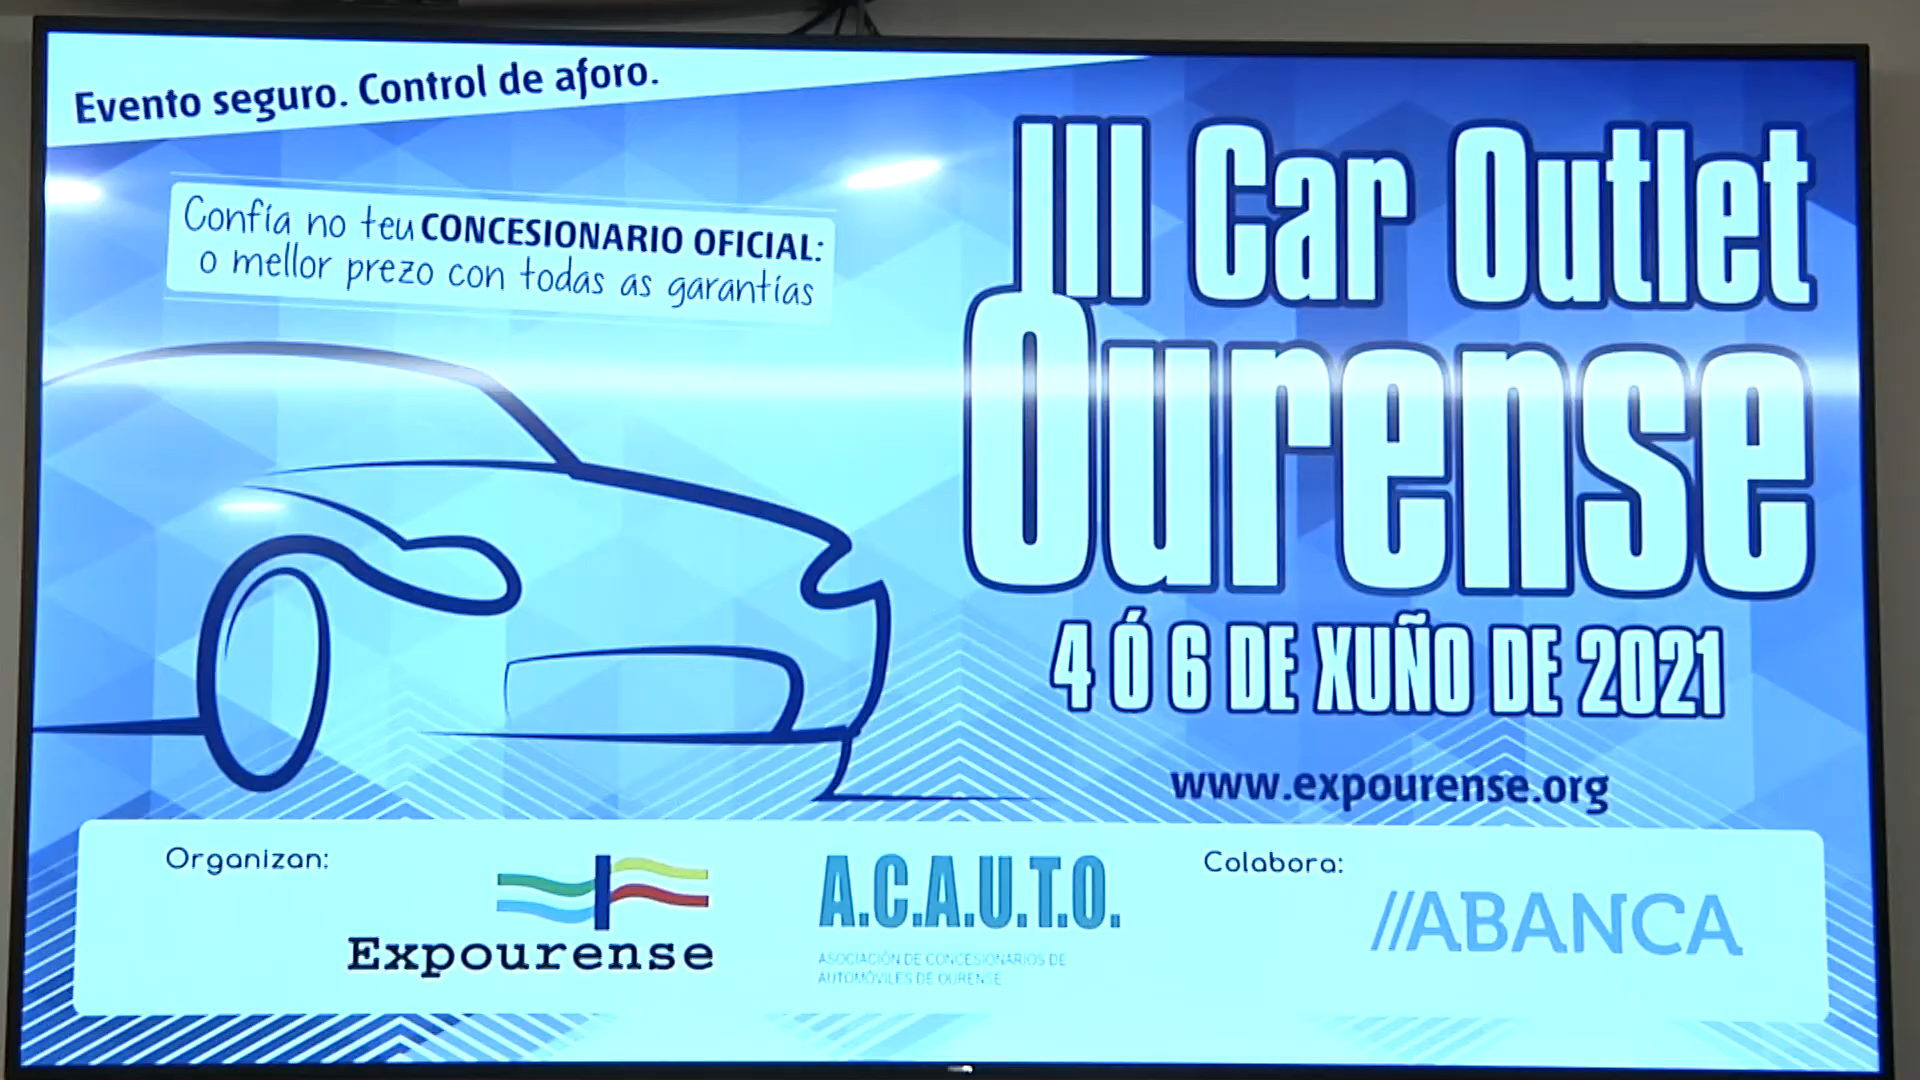 Evento seguro. Control de aforo.
Confía no teu CONCESIONARIO OFICIAL:
o mellor prezo con todas as garantías
III Car Outlet
Ourense
4 Ó 6 DE XUÑO DE 2021
www.expourense.org
Organizan:
Expourense
A.C.A.U.T.O.
ASOCIACIÓN DE CONCESIONARIOS DE
AUTOMÓVILES DE OURENSE
Colabora:
//ABANCA